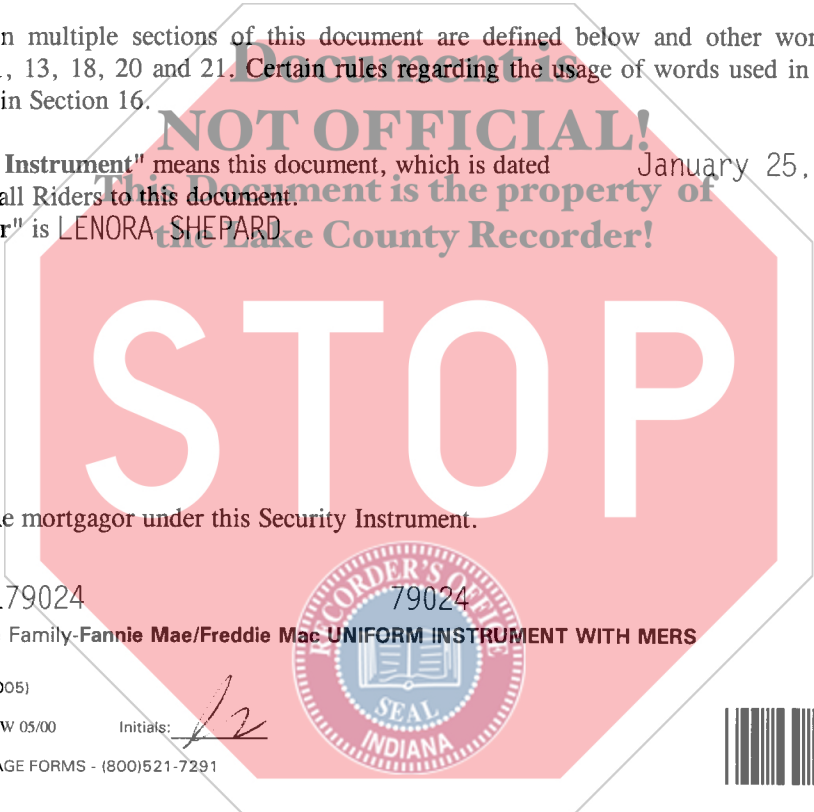 n multiple sections of this document are defined below and other wor
, 13, 18, 20 and 21. Certain rules regarding the usage of words used in
in Section 16.
Document is
NOT OFFICIAL!
This Document is the property of
the Lake County Recorder!
Instrument" means this document, which is dated January 25,
all Riders to this document.
r" is LENORA SHEPARD
STOP
e mortgagor under this Security Instrument.
79024 79024
Family-Fannie Mae/Freddie Mac UNIFORM INSTRUMENT WITH MERS
005)
W 05/00 Initials:
AGE FORMS - (800)521-7291
RECORDER'S OFFICE
SEAL
INDIANA